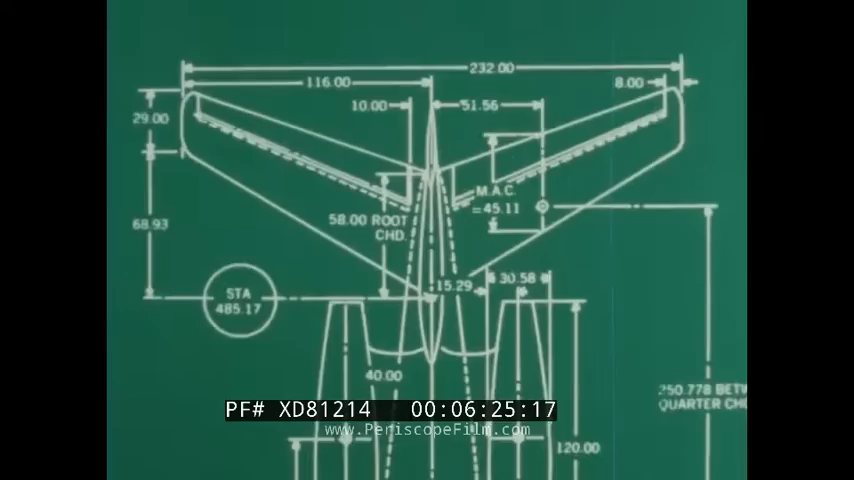 232.00
116.00
8.00
10.00
51.56
29.00
M.A.C.
=45.11
58.00 ROOT
CHD.
68.93
30.58
15.29
STA
485.17
40.00
250.778 BETW
QUARTER CHO
PF# XD81214 00:06:25:17
www.PeriscopeFilm.com
120.00